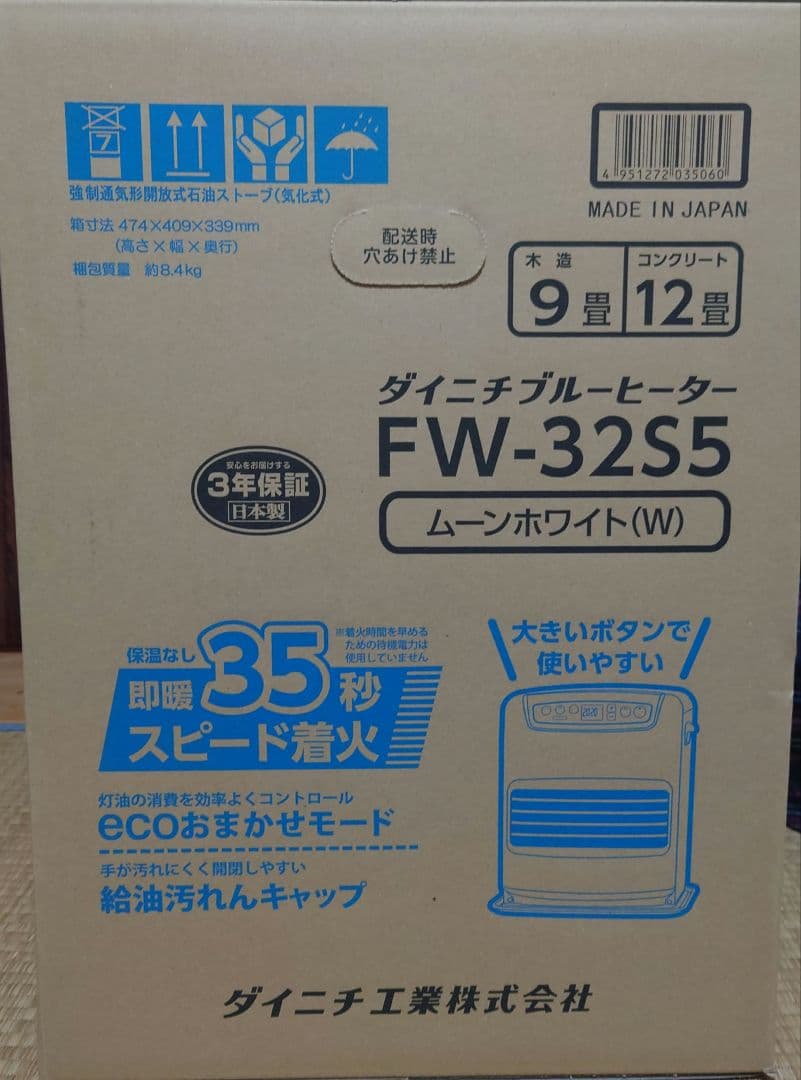 7
強制通気形開放式石油ストーブ(気化式)
箱寸法 474×409×339mm
(高さ×幅×奥行)
梱包質量 約8.4kg
配送時
穴あけ禁止
4 951272 035060
MADE IN JAPAN
木造 コンクリート
9畳 12畳
ダイニチブルーヒーター
FW-32S5
ムーンホワイト(W)
安心をお届けする
3年保証
日本製
保温なし
即暖35秒
※着火時間を早める
ための待機電力は
使用していません
スピード着火
大きいボタンで
使いやすい
2020
灯油の消費を効率よくコントロール
ecoおまかせモード
手が汚れにくく開閉しやすい
給油汚れんキャップ
ダイニチ工業株式会社